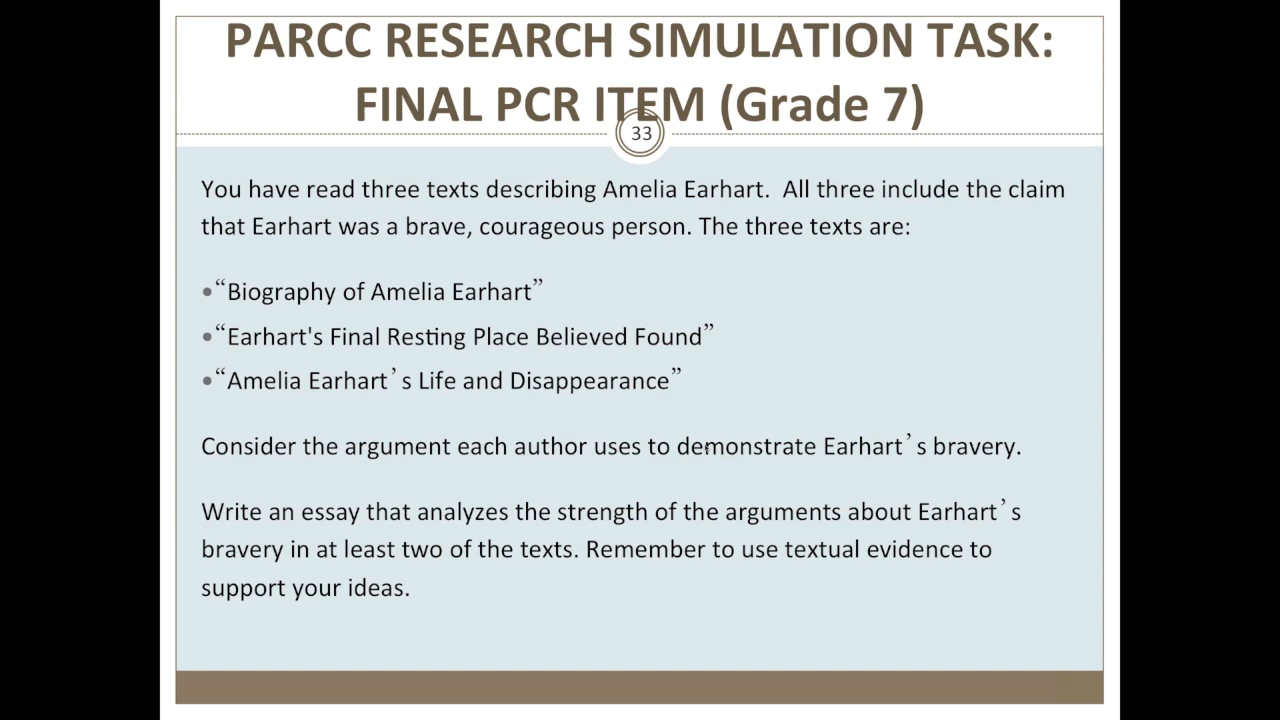 PARCC RESEARCH SIMULATION TASK:
FINAL PCR ITEM (Grade 7)
33
You have read three texts describing Amelia Earhart.  All three include the claim
that Earhart was a brave, courageous person. The three texts are:
•“Biography of Amelia Earhart”
•“Earhart's Final Resting Place Believed Found”
•“Amelia Earhart’s Life and Disappearance”
Consider the argument each author uses to demonstrate Earhart’s bravery.
Write an essay that analyzes the strength of the arguments about Earhart’s
bravery in at least two of the texts. Remember to use textual evidence to
support your ideas.